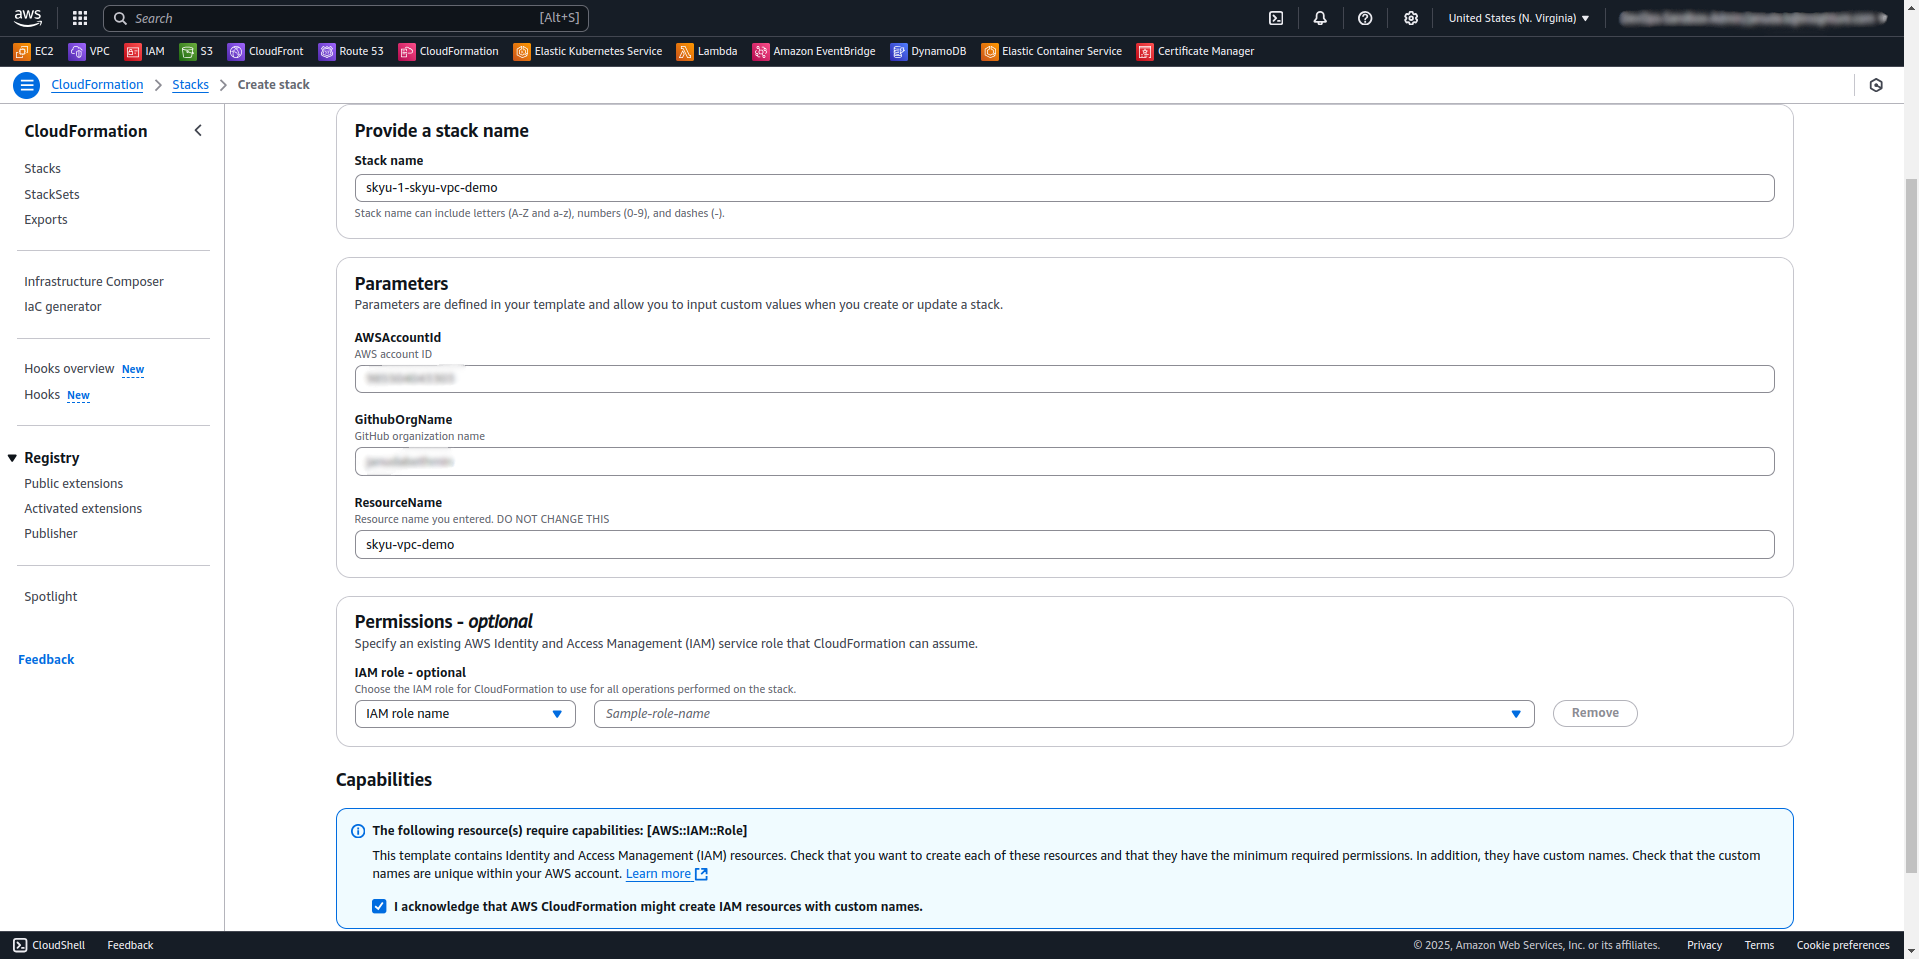 aws
Search [Alt+S]
United States (N. Virginia)
EC2 VPC IAM S3 CloudFront Route 53 CloudFormation Elastic Kubernetes Service Lambda Amazon EventBridge DynamoDB Elastic Container Service Certificate Manager
CloudFormation Stacks Create stack
CloudFormation
Stacks
StackSets
Exports
Infrastructure Composer
IaC generator
Hooks overview New
Hooks New
Registry
Public extensions
Activated extensions
Publisher
Spotlight
Feedback
Provide a stack name
Stack name
skyu-1-skyu-vpc-demo
Stack name can include letters (A-Z and a-z), numbers (0-9), and dashes (-).
Parameters
Parameters are defined in your template and allow you to input custom values when you create or update a stack.
AWSAccountId
AWS account ID
GithubOrgName
GitHub organization name
ResourceName
Resource name you entered. DO NOT CHANGE THIS
skyu-vpc-demo
Permissions - optional
Specify an existing AWS Identity and Access Management (IAM) service role that CloudFormation can assume.
IAM role - optional
Choose the IAM role for CloudFormation to use for all operations performed on the stack.
IAM role name Sample-role-name Remove
Capabilities
The following resource(s) require capabilities: [AWS::IAM::Role]
This template contains Identity and Access Management (IAM) resources. Check that you want to create each of these resources and that they have the minimum required permissions. In addition, they have custom names. Check that the custom
names are unique within your AWS account. Learn more
I acknowledge that AWS CloudFormation might create IAM resources with custom names.
CloudShell Feedback © 2025, Amazon Web Services, Inc. or its affiliates. Privacy Terms Cookie preferences